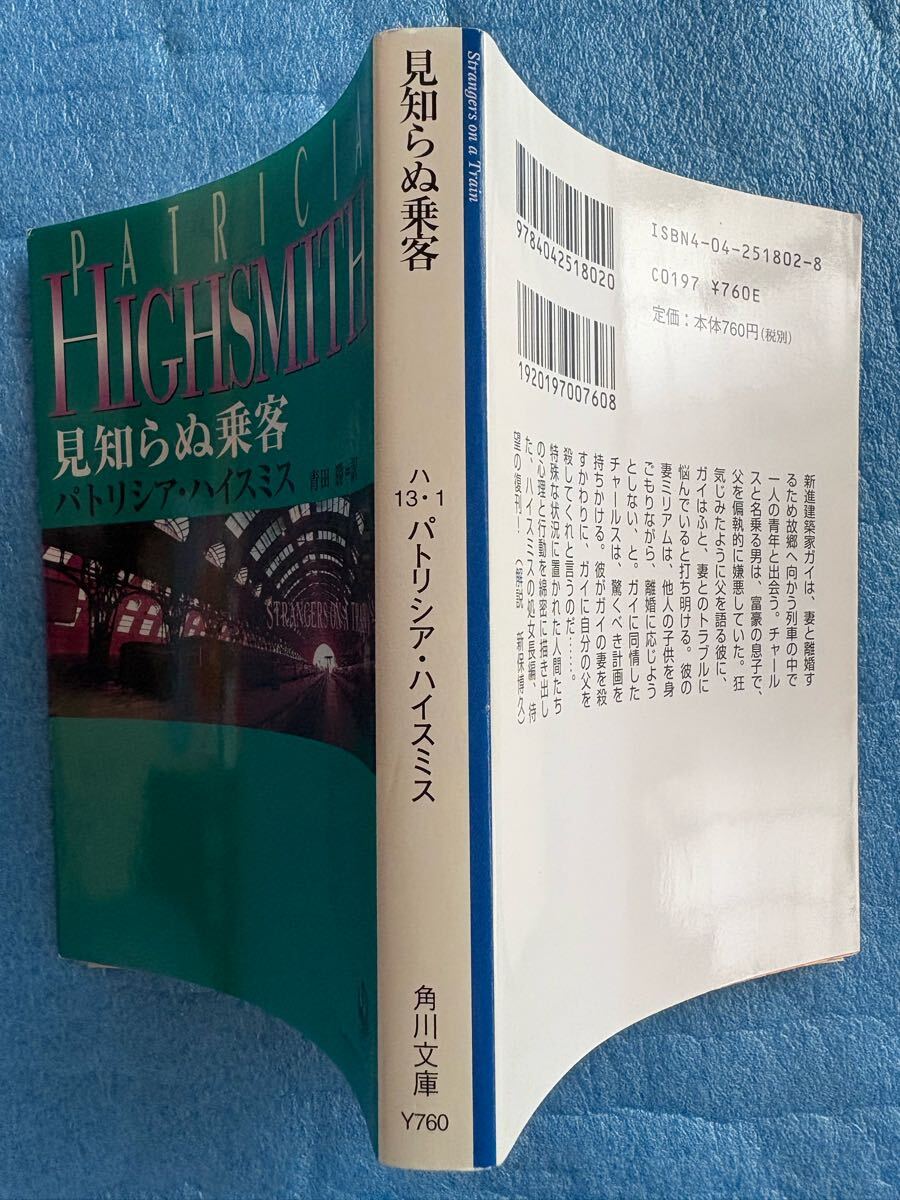 PATRICIA
HIGHSMITH
見知らぬ乗客
パトリシア・ハイスミス
青田 勝=訳
STRANGERS ON A TRAIN
見知らぬ乗客
ハ
13・1
パトリシア・ハイスミス
角川文庫
Y760
Strangers on a Train
9784042518020
1920197007608
ISBN4-04-251802-8
C0197 ¥760E
定価：本体760円(税別)
新進建築家ガイは、妻と離婚す
るため故郷へ向かう列車の中で
一人の青年と出会う。チャール
スと名乗る男は、富豪の息子で、
父を偏執的に嫌悪していた。狂
気じみたように父を語る彼に、
ガイはふと、妻とのトラブルに
悩んでいると打ち明ける。彼の
妻ミリアムは、他人の子供を身
ごもりながら、離婚に応じよう
としない、と。ガイに同情した
チャールスは、驚くべき計画を
持ちかける。彼がガイの妻を殺
すかわりに、ガイに自分の父を
殺してくれと言うのだ……。
特殊な状況に置かれた人間たち
の心理と行動を綿密に描き出し
た、ハイスミスの処女長編、待
望の復刊！（解説 新保博久）